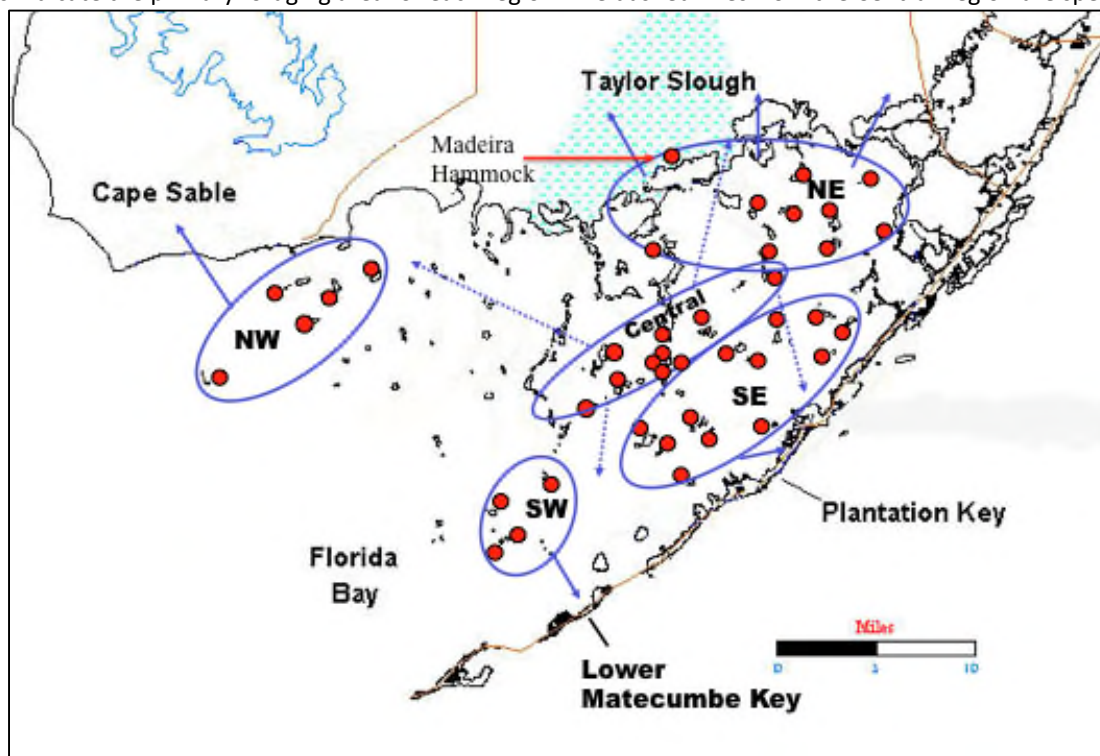 Taylor Slough
Madeira
Hammock
Cape Sable
NE
Central
NW
SE
SW
Plantation Key
Florida
Bay
Miles
0 5 10
Lower
Matecumbe Key